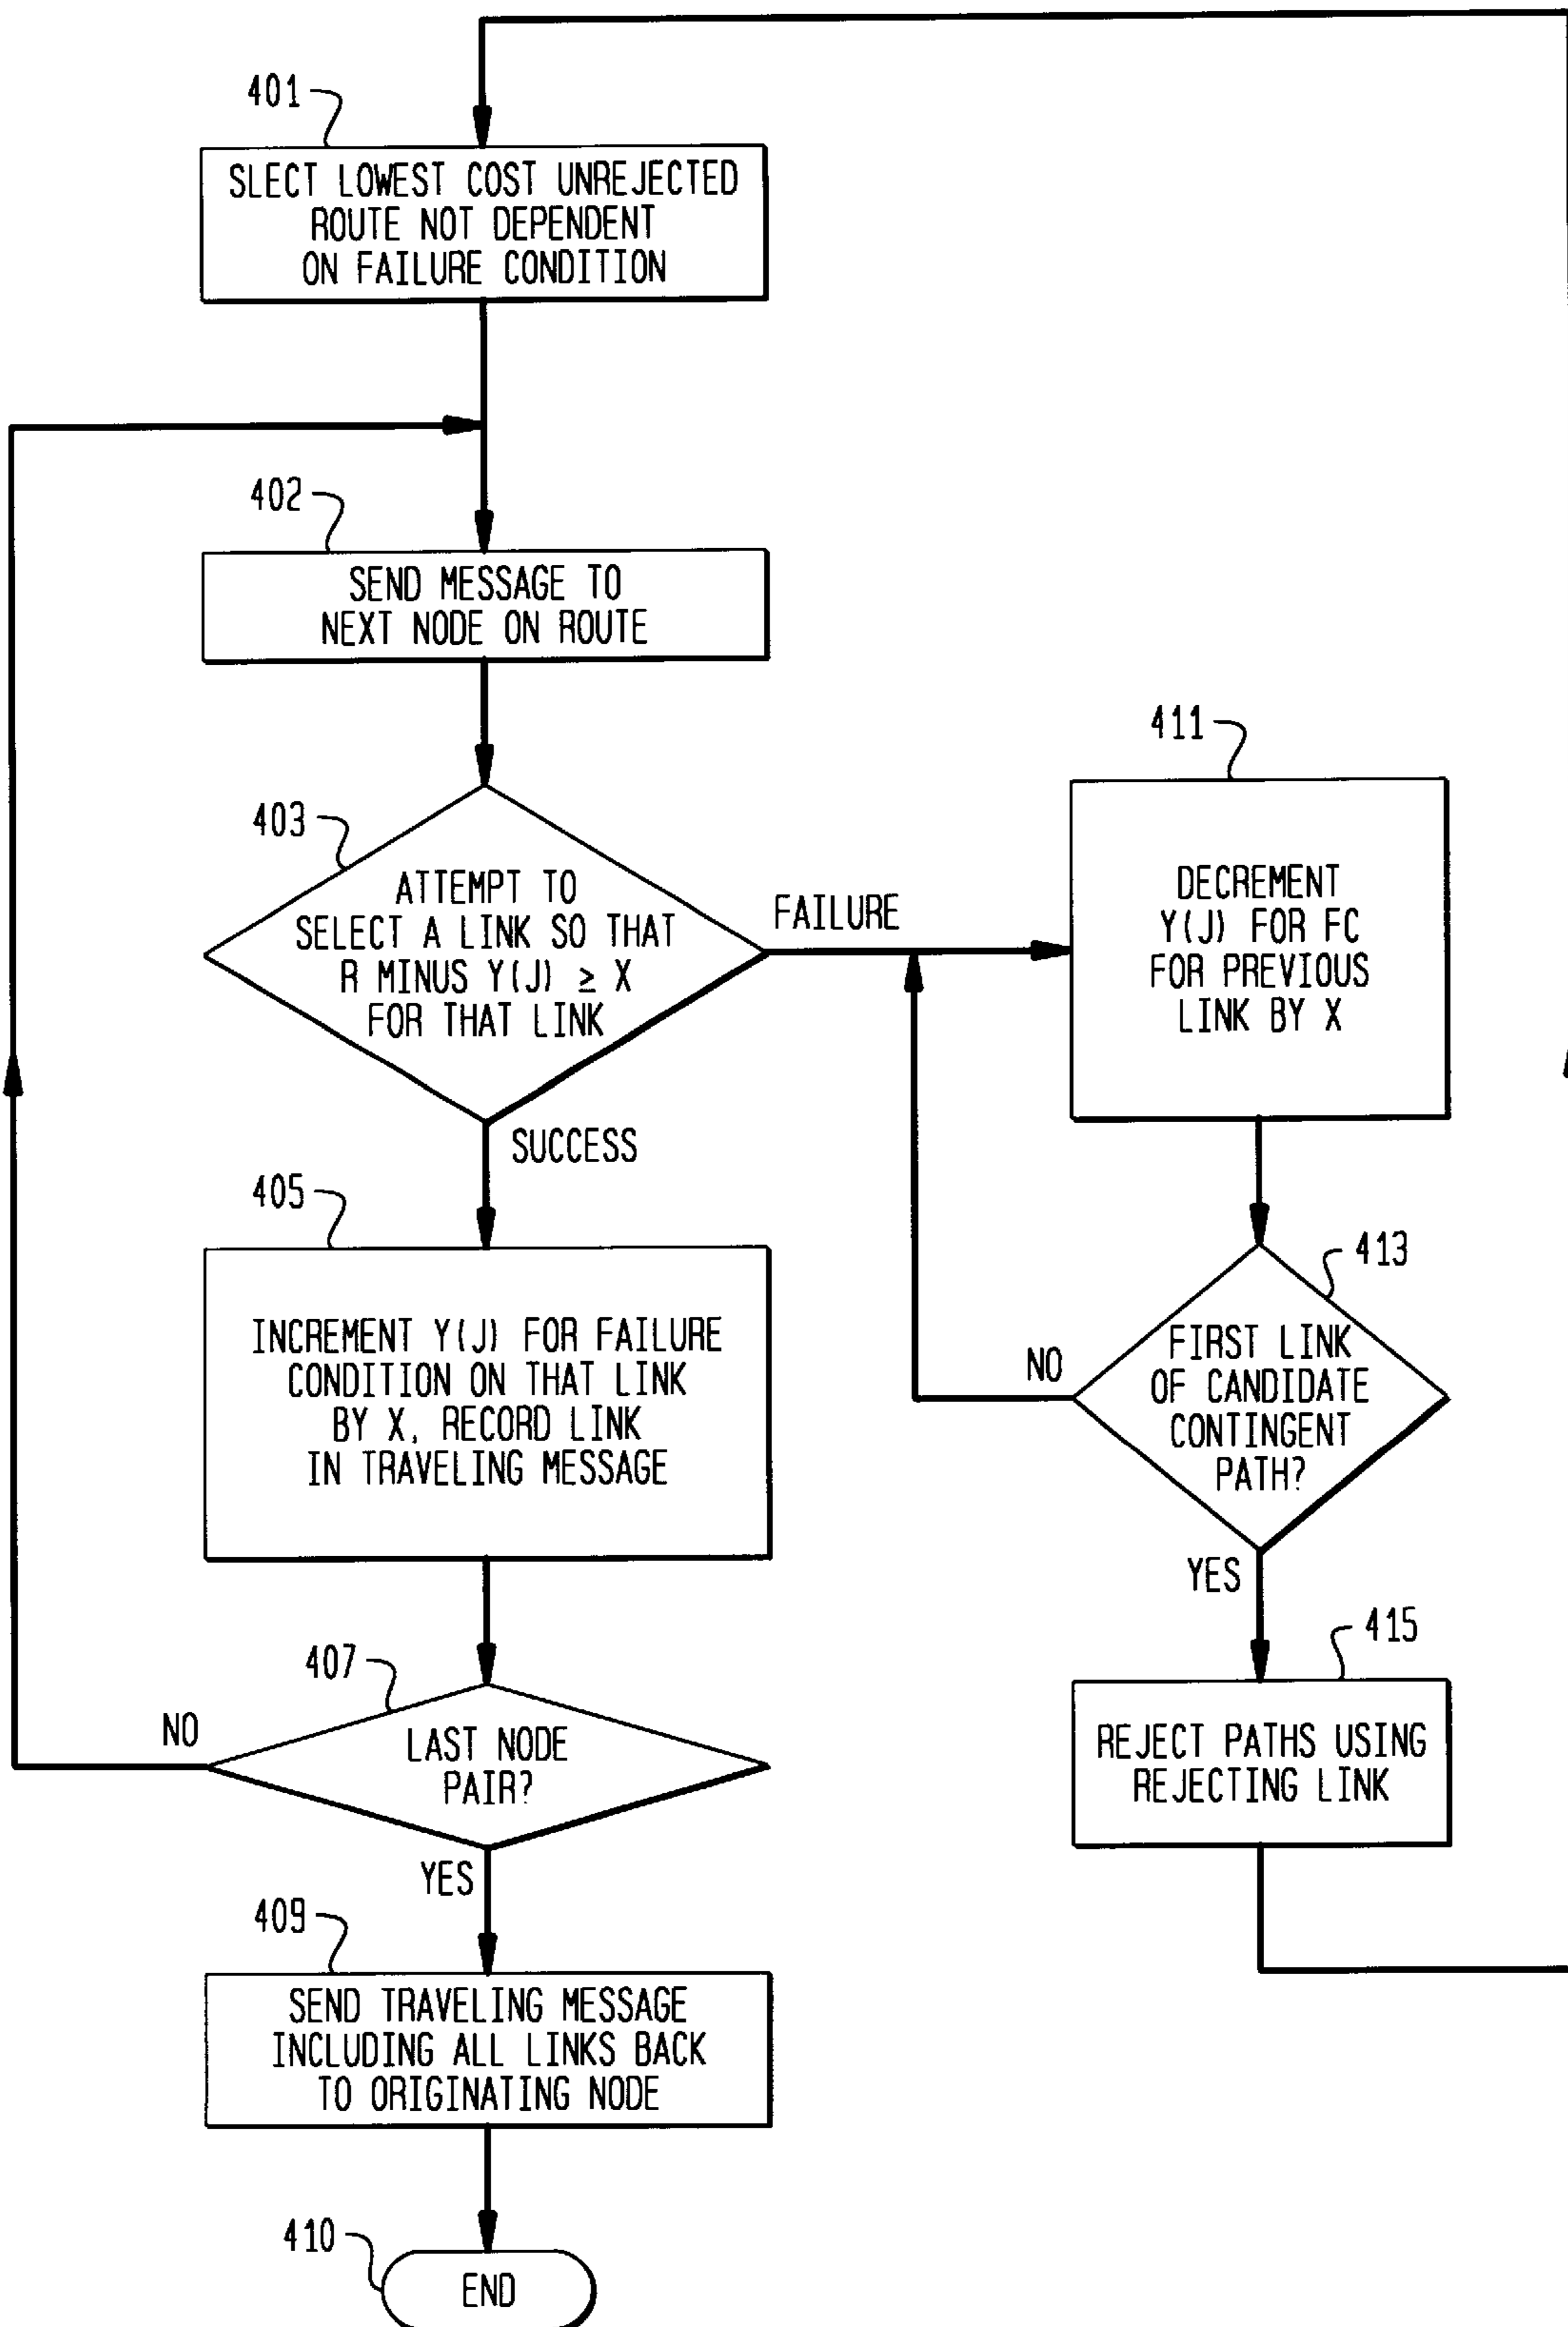 401
SLECT LOWEST COST UNREJECTED
ROUTE NOT DEPENDENT
ON FAILURE CONDITION
402
SEND MESSAGE TO
NEXT NODE ON ROUTE
403
ATTEMPT TO
SELECT A LINK SO THAT
R MINUS Y(J) ≥ X
FOR THAT LINK
FAILURE
SUCCESS
411
DECREMENT
Y(J) FOR FC
FOR PREVIOUS
LINK BY X
405
INCREMENT Y(J) FOR FAILURE
CONDITION ON THAT LINK
BY X, RECORD LINK
IN TRAVELING MESSAGE
413
FIRST LINK
OF CANDIDATE
CONTINGENT
PATH?
NO
YES
407
LAST NODE
PAIR?
NO
YES
415
REJECT PATHS USING
REJECTING LINK
409
SEND TRAVELING MESSAGE
INCLUDING ALL LINKS BACK
TO ORIGINATING NODE
410
END